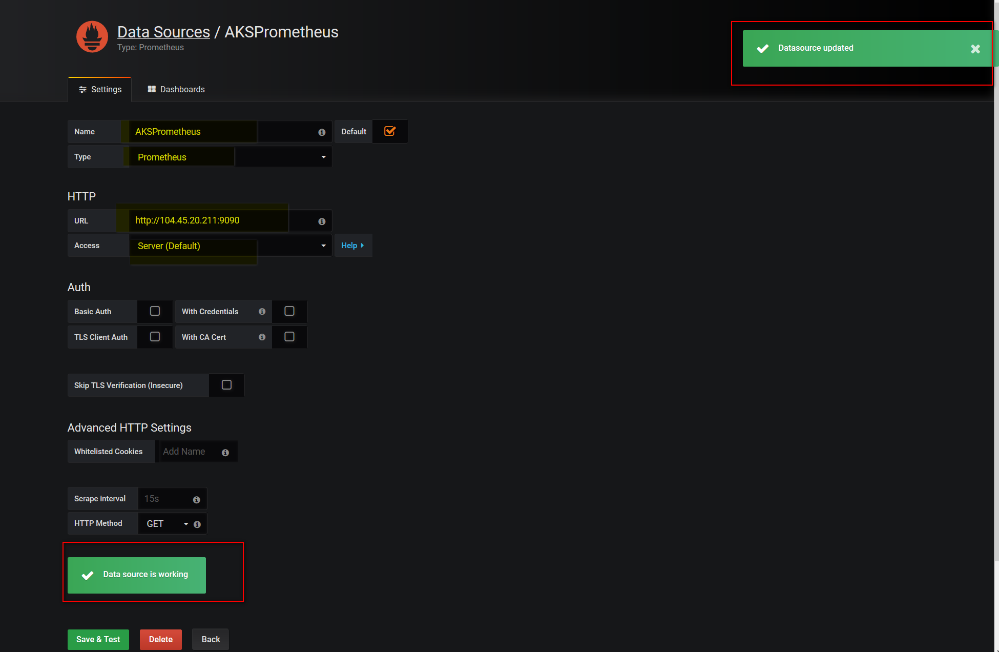 Data Sources / AKSPrometheus
Type: Prometheus
Datasource updated
Settings
Dashboards
Name AKSPrometheus Default
Type Prometheus
HTTP
URL http://104.45.20.211:9090
Access Server (Default) Help
Auth
Basic Auth With Credentials
TLS Client Auth With CA Cert
Skip TLS Verification (Insecure)
Advanced HTTP Settings
Whitelisted Cookies Add Name
Scrape interval 15s
HTTP Method GET
Data source is working
Save & Test Delete Back